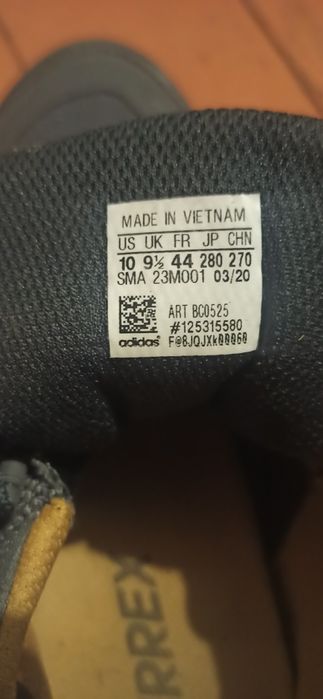 MADE IN VIETNAM
US UK FR JP CHN
10 9½ 44 280 270
SMA 23M001 03/20
ART BC0525
#125315580
adidas F@8JQJXk00060
RREX